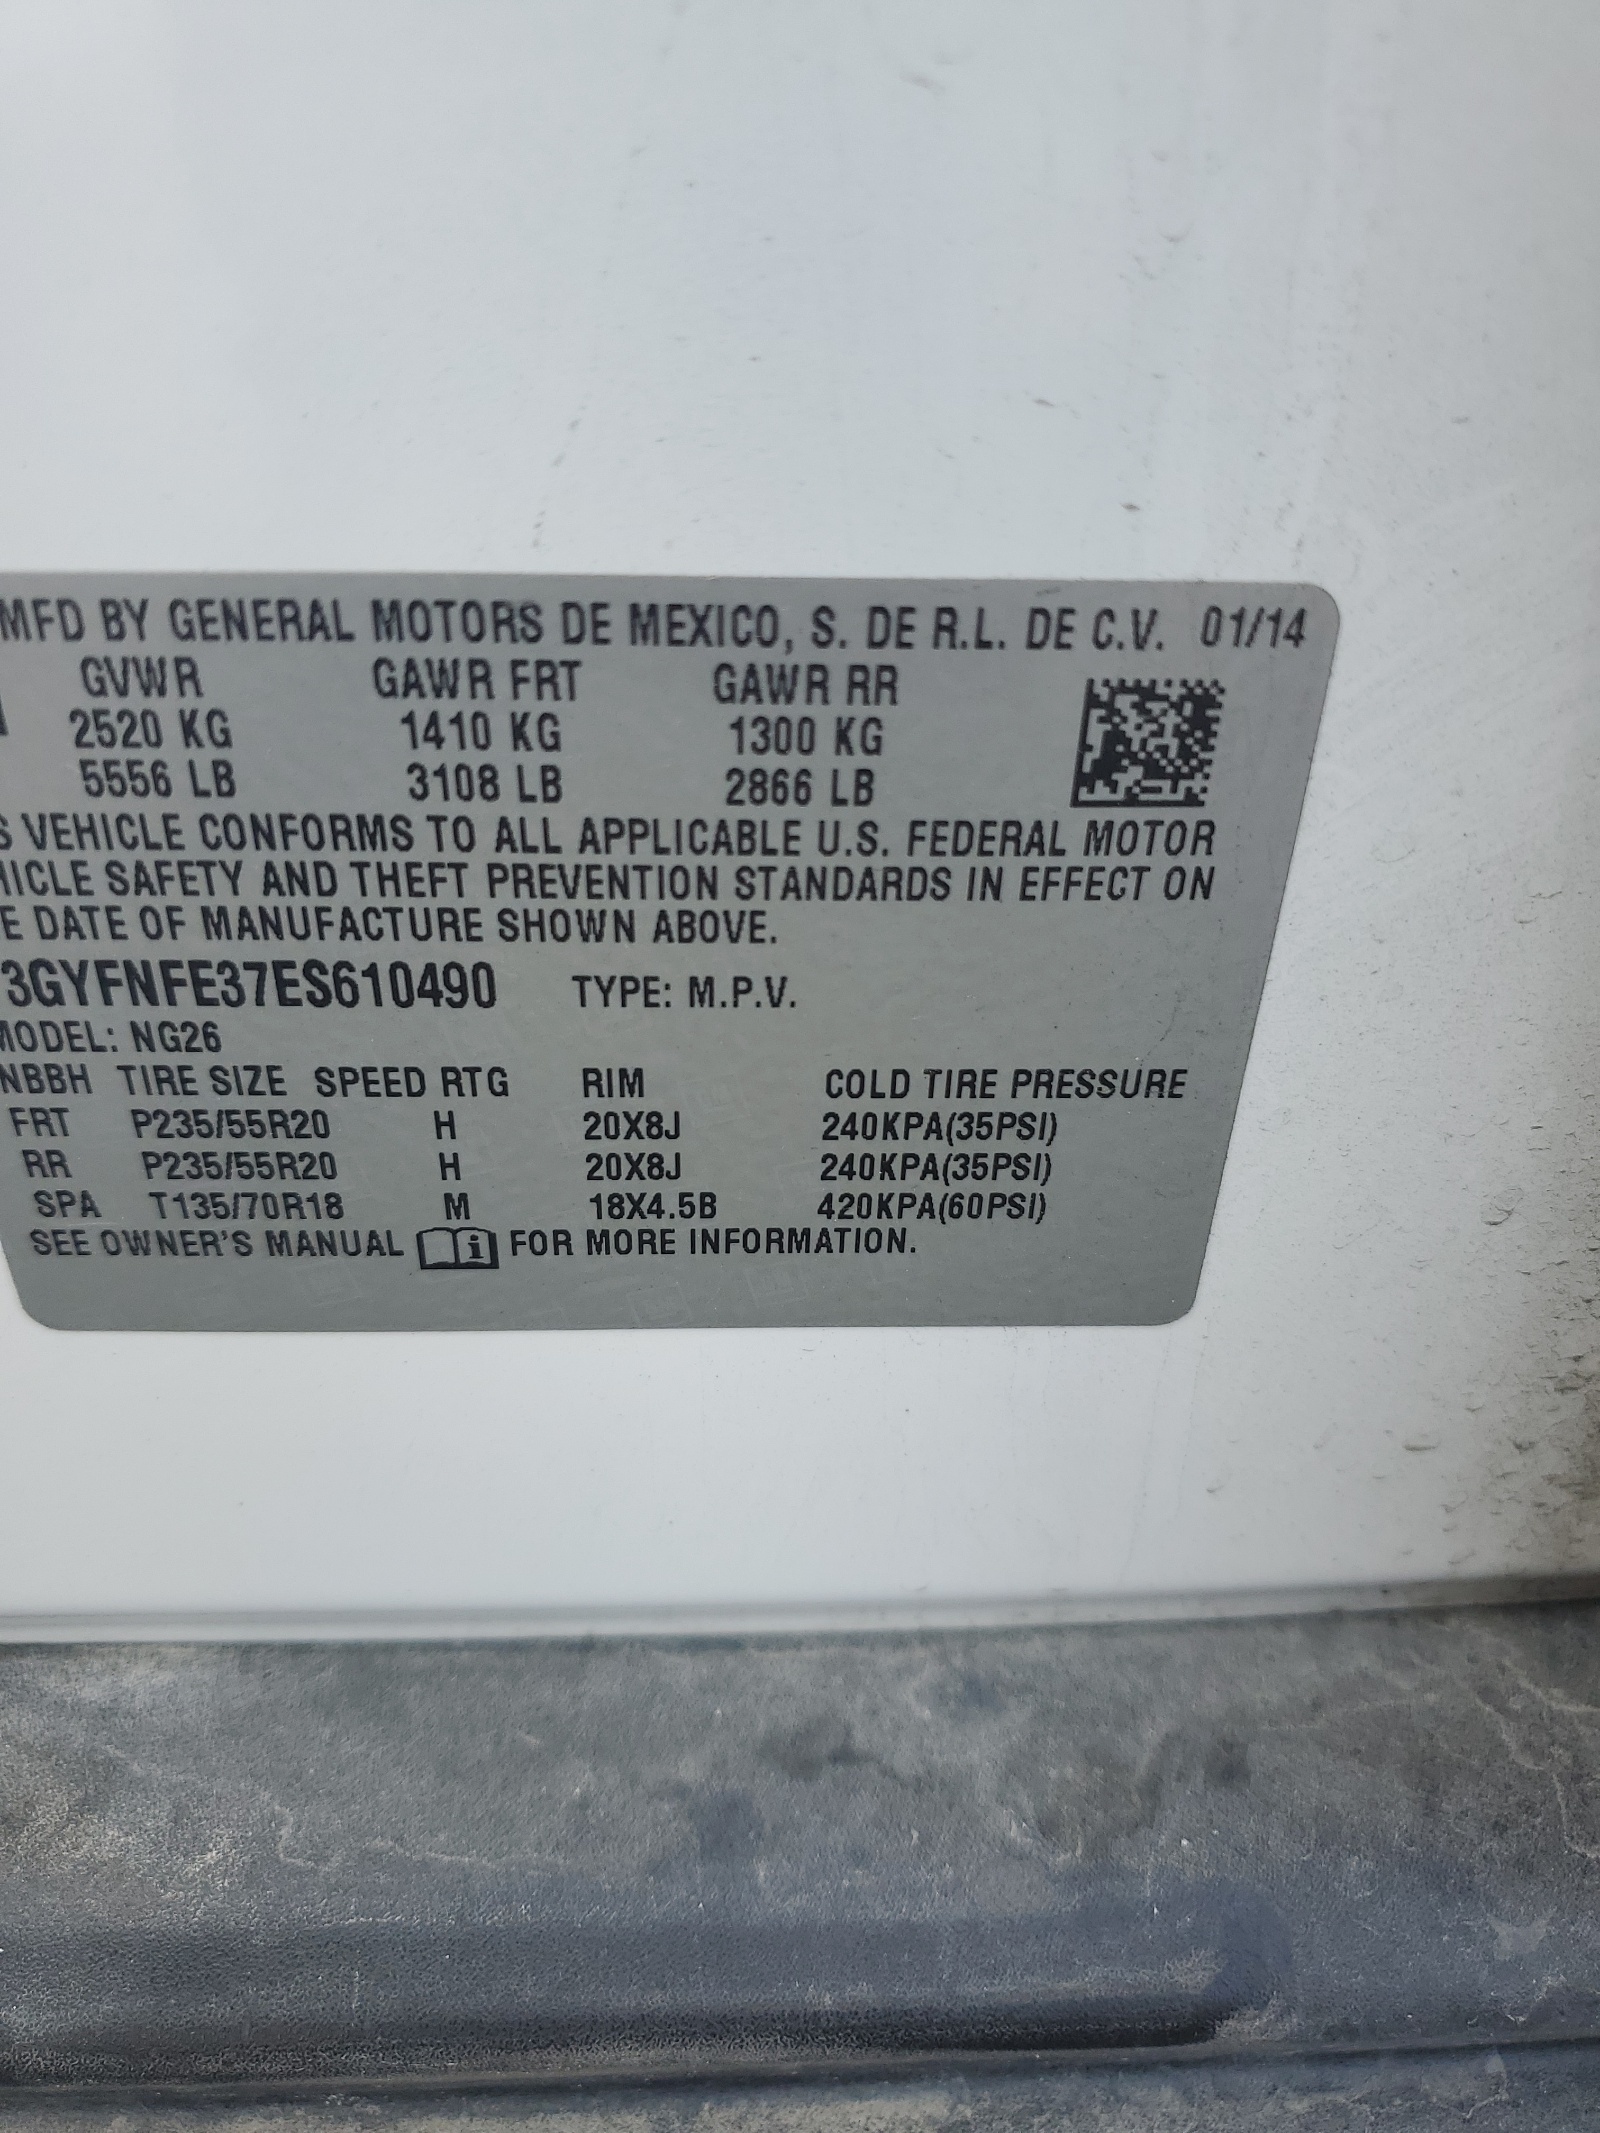 MFD BY GENERAL MOTORS DE MEXICO, S. DE R.L. DE C.V. 01/14
GVWR GAWR FRT GAWR RR
2520 KG 1410 KG 1300 KG
5556 LB 3108 LB 2866 LB
S VEHICLE CONFORMS TO ALL APPLICABLE U.S. FEDERAL MOTOR
HICLE SAFETY AND THEFT PREVENTION STANDARDS IN EFFECT ON
E DATE OF MANUFACTURE SHOWN ABOVE.
3GYFNFE37ES610490 TYPE: M.P.V.
MODEL: NG26
NBBH TIRE SIZE SPEED RTG RIM COLD TIRE PRESSURE
FRT P235/55R20 H 20X8J 240KPA(35PSI)
RR P235/55R20 H 20X8J 240KPA(35PSI)
SPA T135/70R18 M 18X4.5B 420KPA(60PSI)
SEE OWNER'S MANUAL i FOR MORE INFORMATION.